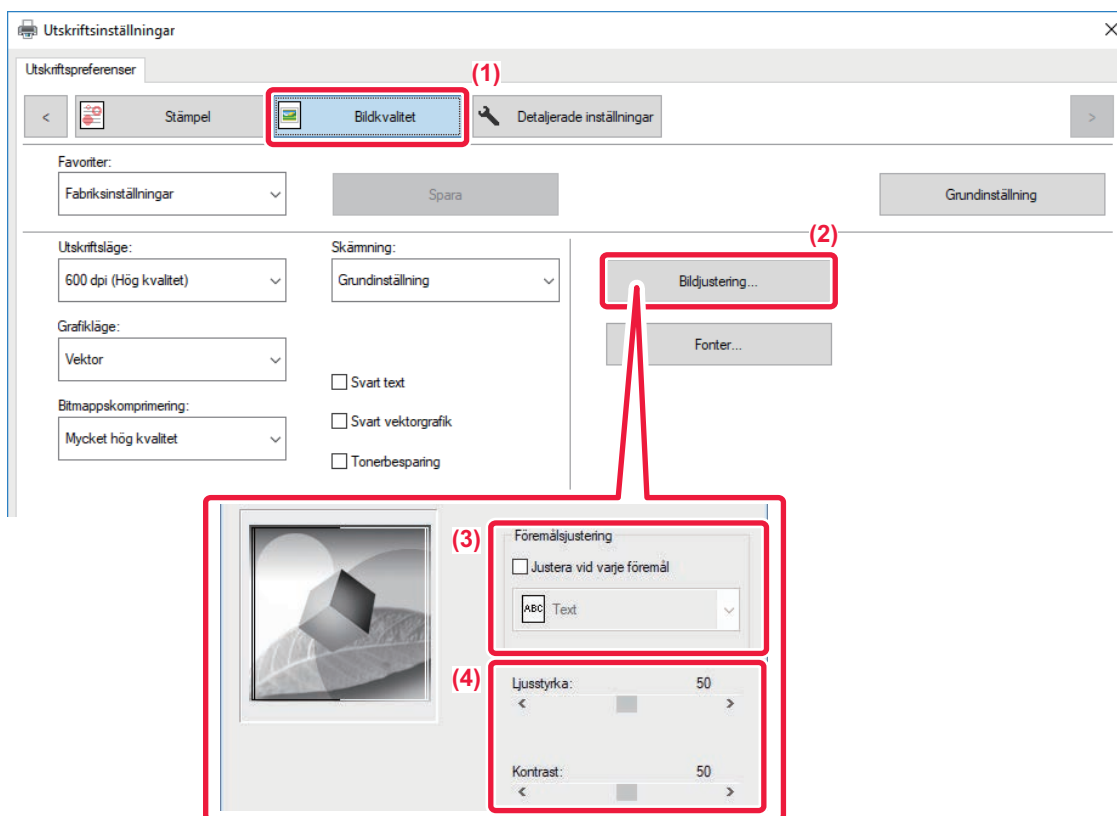 Utskriftsinställningar
Utskriftspreferenser
(1)
< Stämpel Bildkvalitet Detaljerade inställningar >
Favoriter:
Fabriksinställningar Spara Grundinställning
(2)
Utskriftsläge: Skärmning:
600 dpi (Hög kvalitet) Grundinställning Bildjustering...
Grafikläge:
Vektor Fonter...
Svart text
Bitmappskomprimering:
Svart vektorgrafik
Mycket hög kvalitet
Tonerbesparing
(3) Föremålsjustering
Justera vid varje föremål
ABC Text
(4) Ljusstyrka: 50
< >
Kontrast: 50
< >